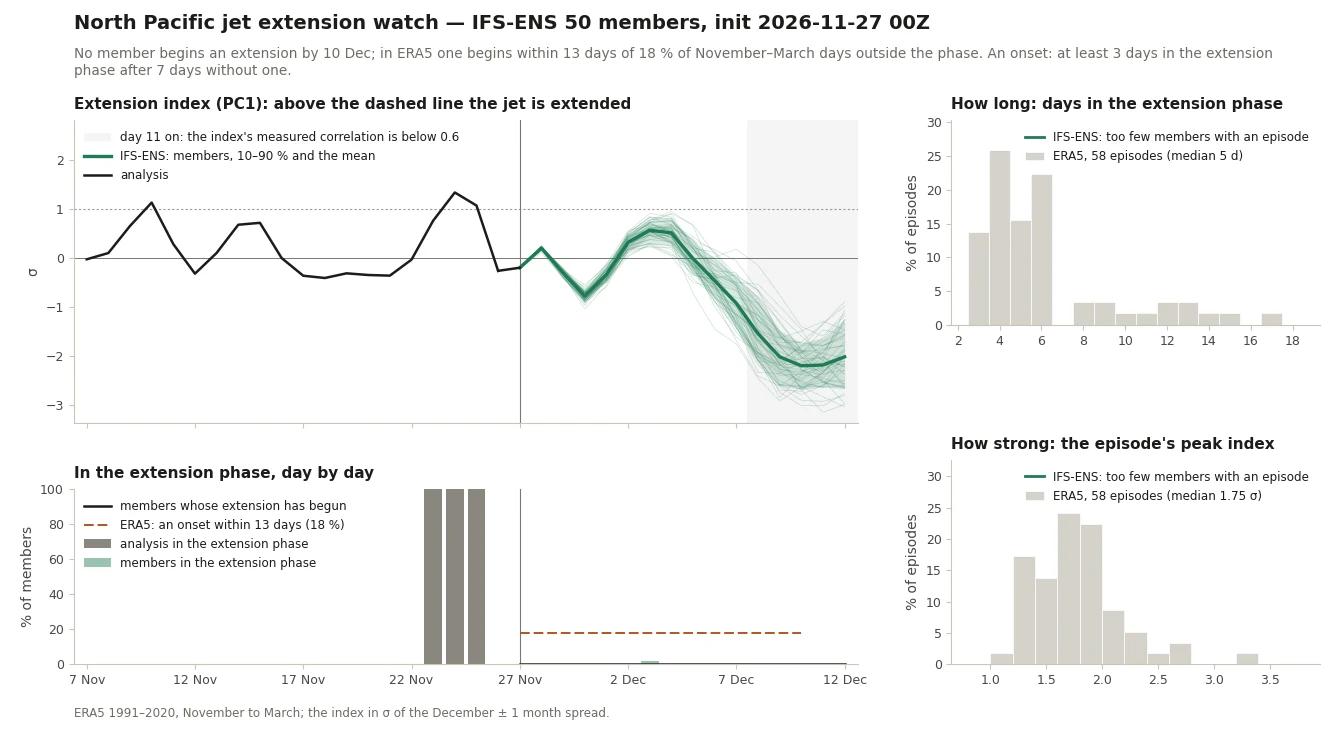 North Pacific jet extension watch — IFS-ENS 50 members, init 2026-11-27 00Z
No member begins an extension by 10 Dec; in ERA5 one begins within 13 days of 18 % of November–March days outside the phase. An onset: at least 3 days in the extension
phase after 7 days without one.
Extension index (PC1): above the dashed line the jet is extended
day 11 on: the index's measured correlation is below 0.6
IFS-ENS: members, 10–90 % and the mean
analysis
2
1
0
−1
−2
−3
σ
How long: days in the extension phase
IFS-ENS: too few members with an episode
ERA5, 58 episodes (median 5 d)
30
25
20
15
10
5
0
% of episodes
2 4 6 8 10 12 14 16 18
In the extension phase, day by day
members whose extension has begun
ERA5: an onset within 13 days (18 %)
analysis in the extension phase
members in the extension phase
100
80
60
40
20
0
% of members
7 Nov 12 Nov 17 Nov 22 Nov 27 Nov 2 Dec 7 Dec 12 Dec
How strong: the episode's peak index
IFS-ENS: too few members with an episode
ERA5, 58 episodes (median 1.75 σ)
30
25
20
15
10
5
0
% of episodes
1.0 1.5 2.0 2.5 3.0 3.5
ERA5 1991–2020, November to March; the index in σ of the December ± 1 month spread.